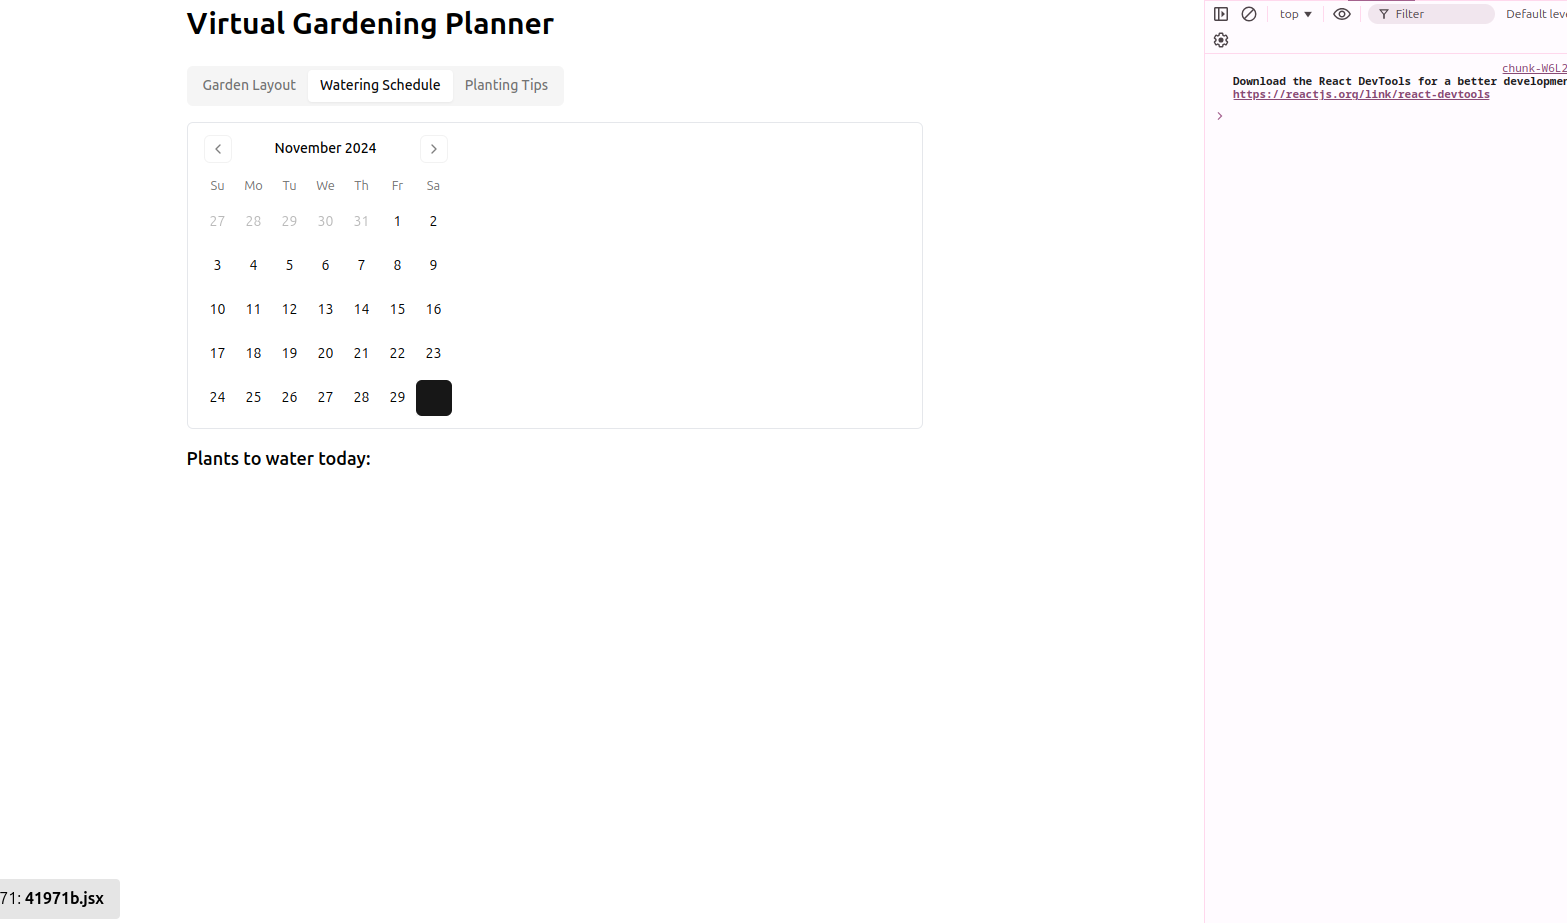 Virtual Gardening Planner
Garden Layout Watering Schedule Planting Tips
November 2024
Su Mo Tu We Th Fr Sa
27 28 29 30 31 1 2
3 4 5 6 7 8 9
10 11 12 13 14 15 16
17 18 19 20 21 22 23
24 25 26 27 28 29
Plants to water today:
71: 41971b.jsx
top Filter Default
chunk-W6L2
Download the React DevTools for a better
https://reactjs.org/link/react-devtools